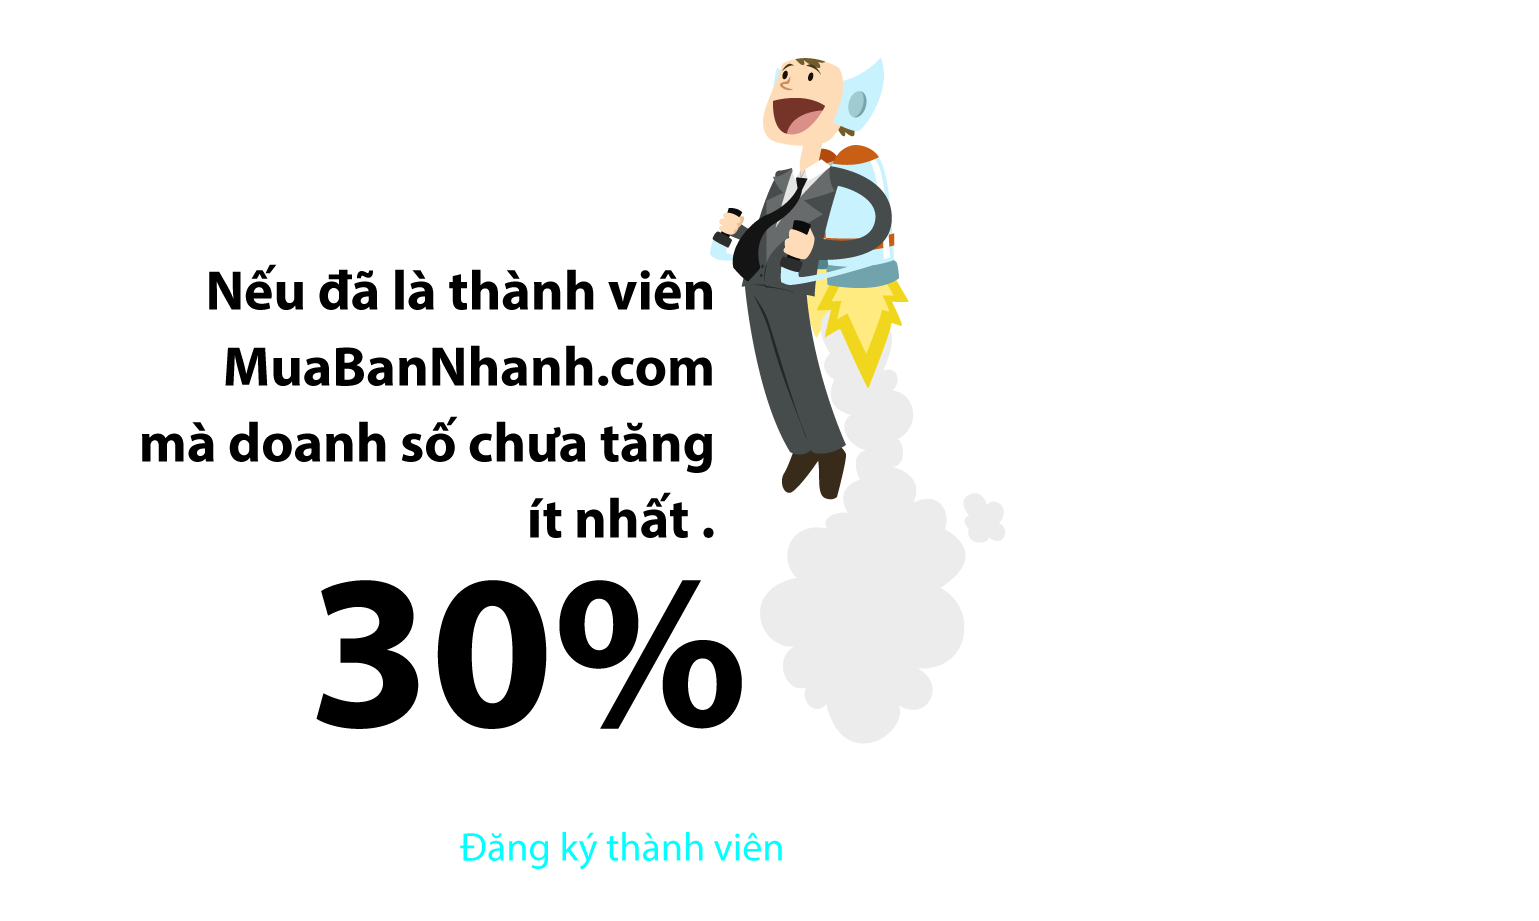 Nếu đã là thành viên
MuaBanNhanh.com
mà doanh số chưa tăng
ít nhất .
30%
Đăng ký thành viên